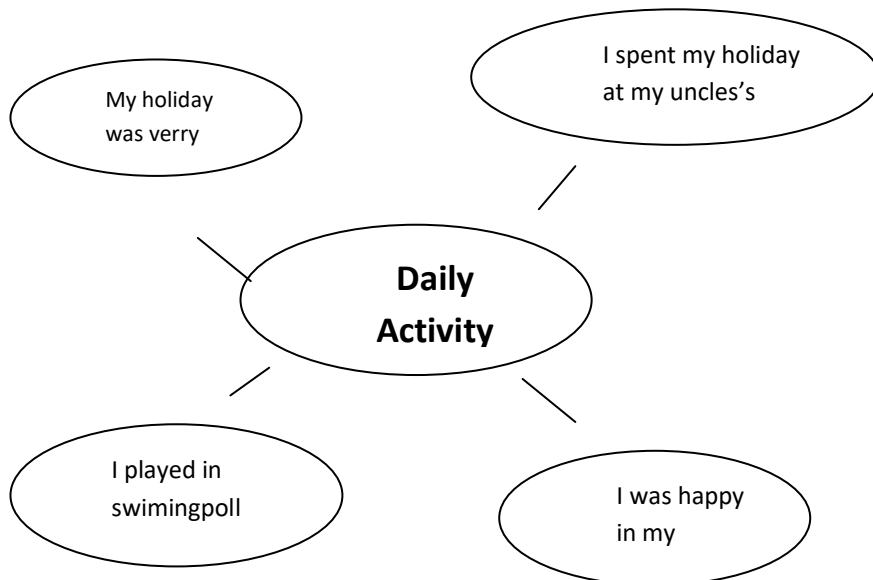 My holiday
was verry
I spent my holiday
at my uncles's
Daily
Activity
I played in
swimingpoll
I was happy
in my